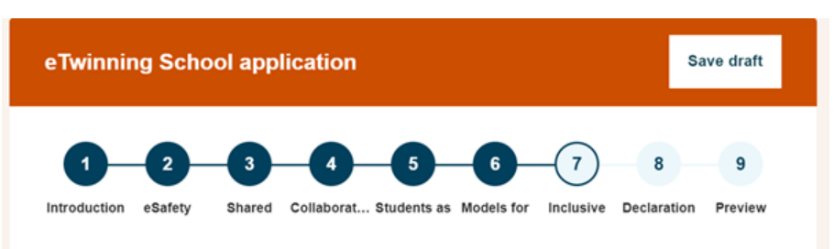 eTwinning School application
Save draft
1 2 3 4 5 6 7 8 9
Introduction eSafety Shared Collaborat... Students as Models for Inclusive Declaration Preview